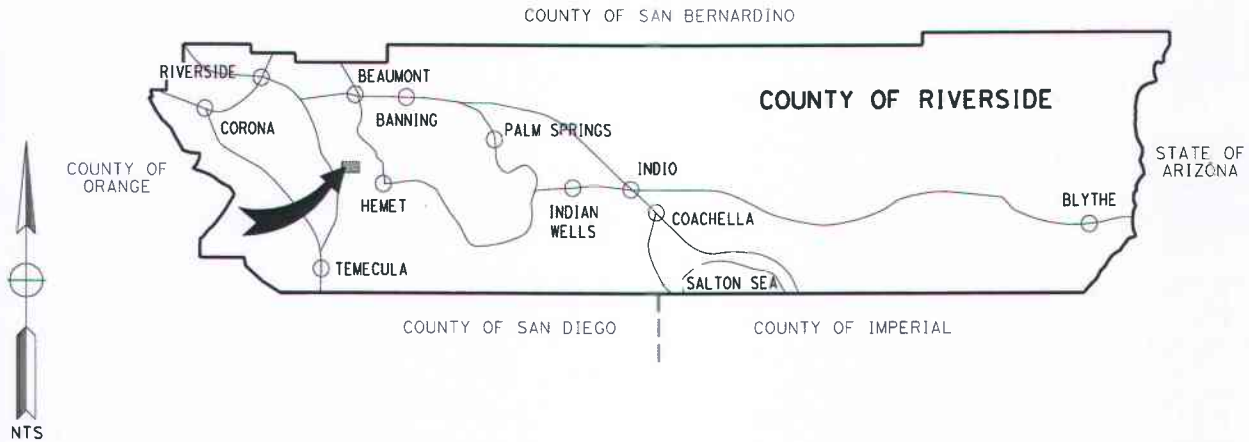 COUNTY OF SAN BERNARDINO
RIVERSIDE
BEAUMONT
COUNTY OF RIVERSIDE
CORONA
BANNING
PALM SPRINGS
COUNTY OF
ORANGE
STATE OF
ARIZONA
INDIO
HEMET
INDIAN
WELLS
COACHELLA
BLYTHE
TEMECULA
SALTON SEA
COUNTY OF SAN DIEGO
COUNTY OF IMPERIAL
NTS